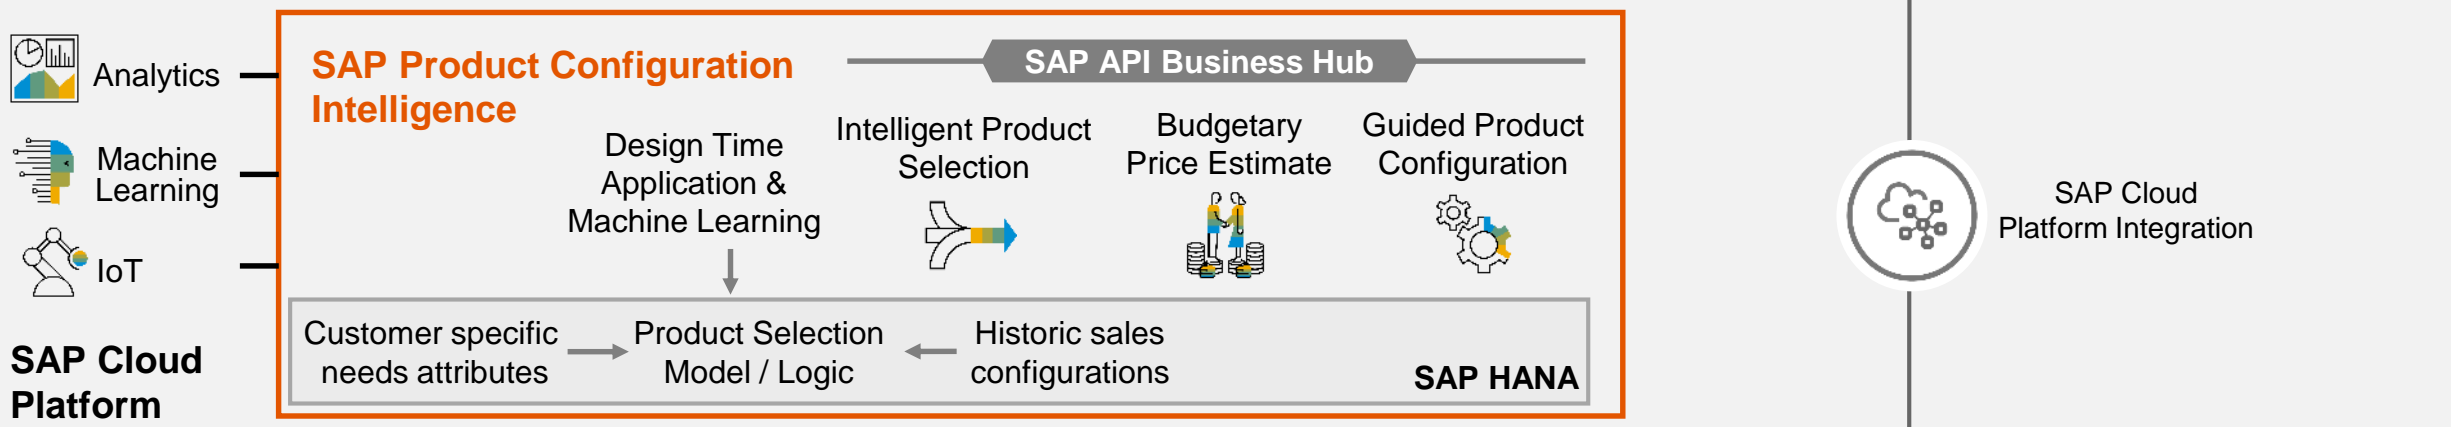 Analytics
Machine
Learning
IoT
SAP Cloud
Platform
SAP Product Configuration
Intelligence
SAP API Business Hub
Design Time
Application &
Machine Learning
Intelligent Product
Selection
Budgetary
Price Estimate
Guided Product
Configuration
Customer specific
needs attributes
Product Selection
Model / Logic
Historic sales
configurations
SAP HANA
SAP Cloud
Platform Integration